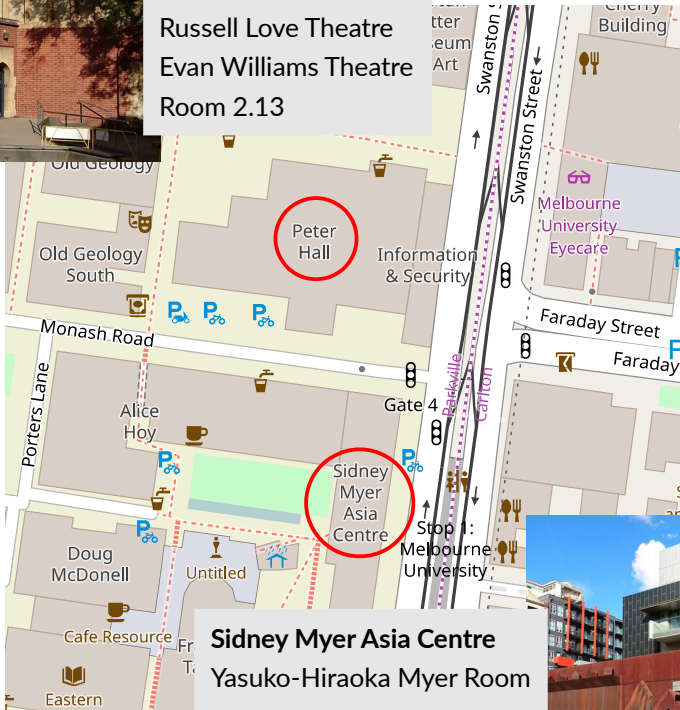 Russell Love Theatre
Evan Williams Theatre
Room 2.13
Swanston S
Cherry
Building
Art
Swanston Street
Old Geology
Melbourne
University
Eyecare
Peter
Hall
Old Geology
South
Information
& Security
Faraday Street
Monash Road
Faraday
Parkville
Carlton
Porters Lane
Gate 4
Alice
Hoy
Sidney
Myer
Asia
Centre
Stop 1:
Melbourne
University
Doug
McDonell
Untitled
Cafe Resource
Sidney Myer Asia Centre
Yasuko-Hiraoka Myer Room
Eastern